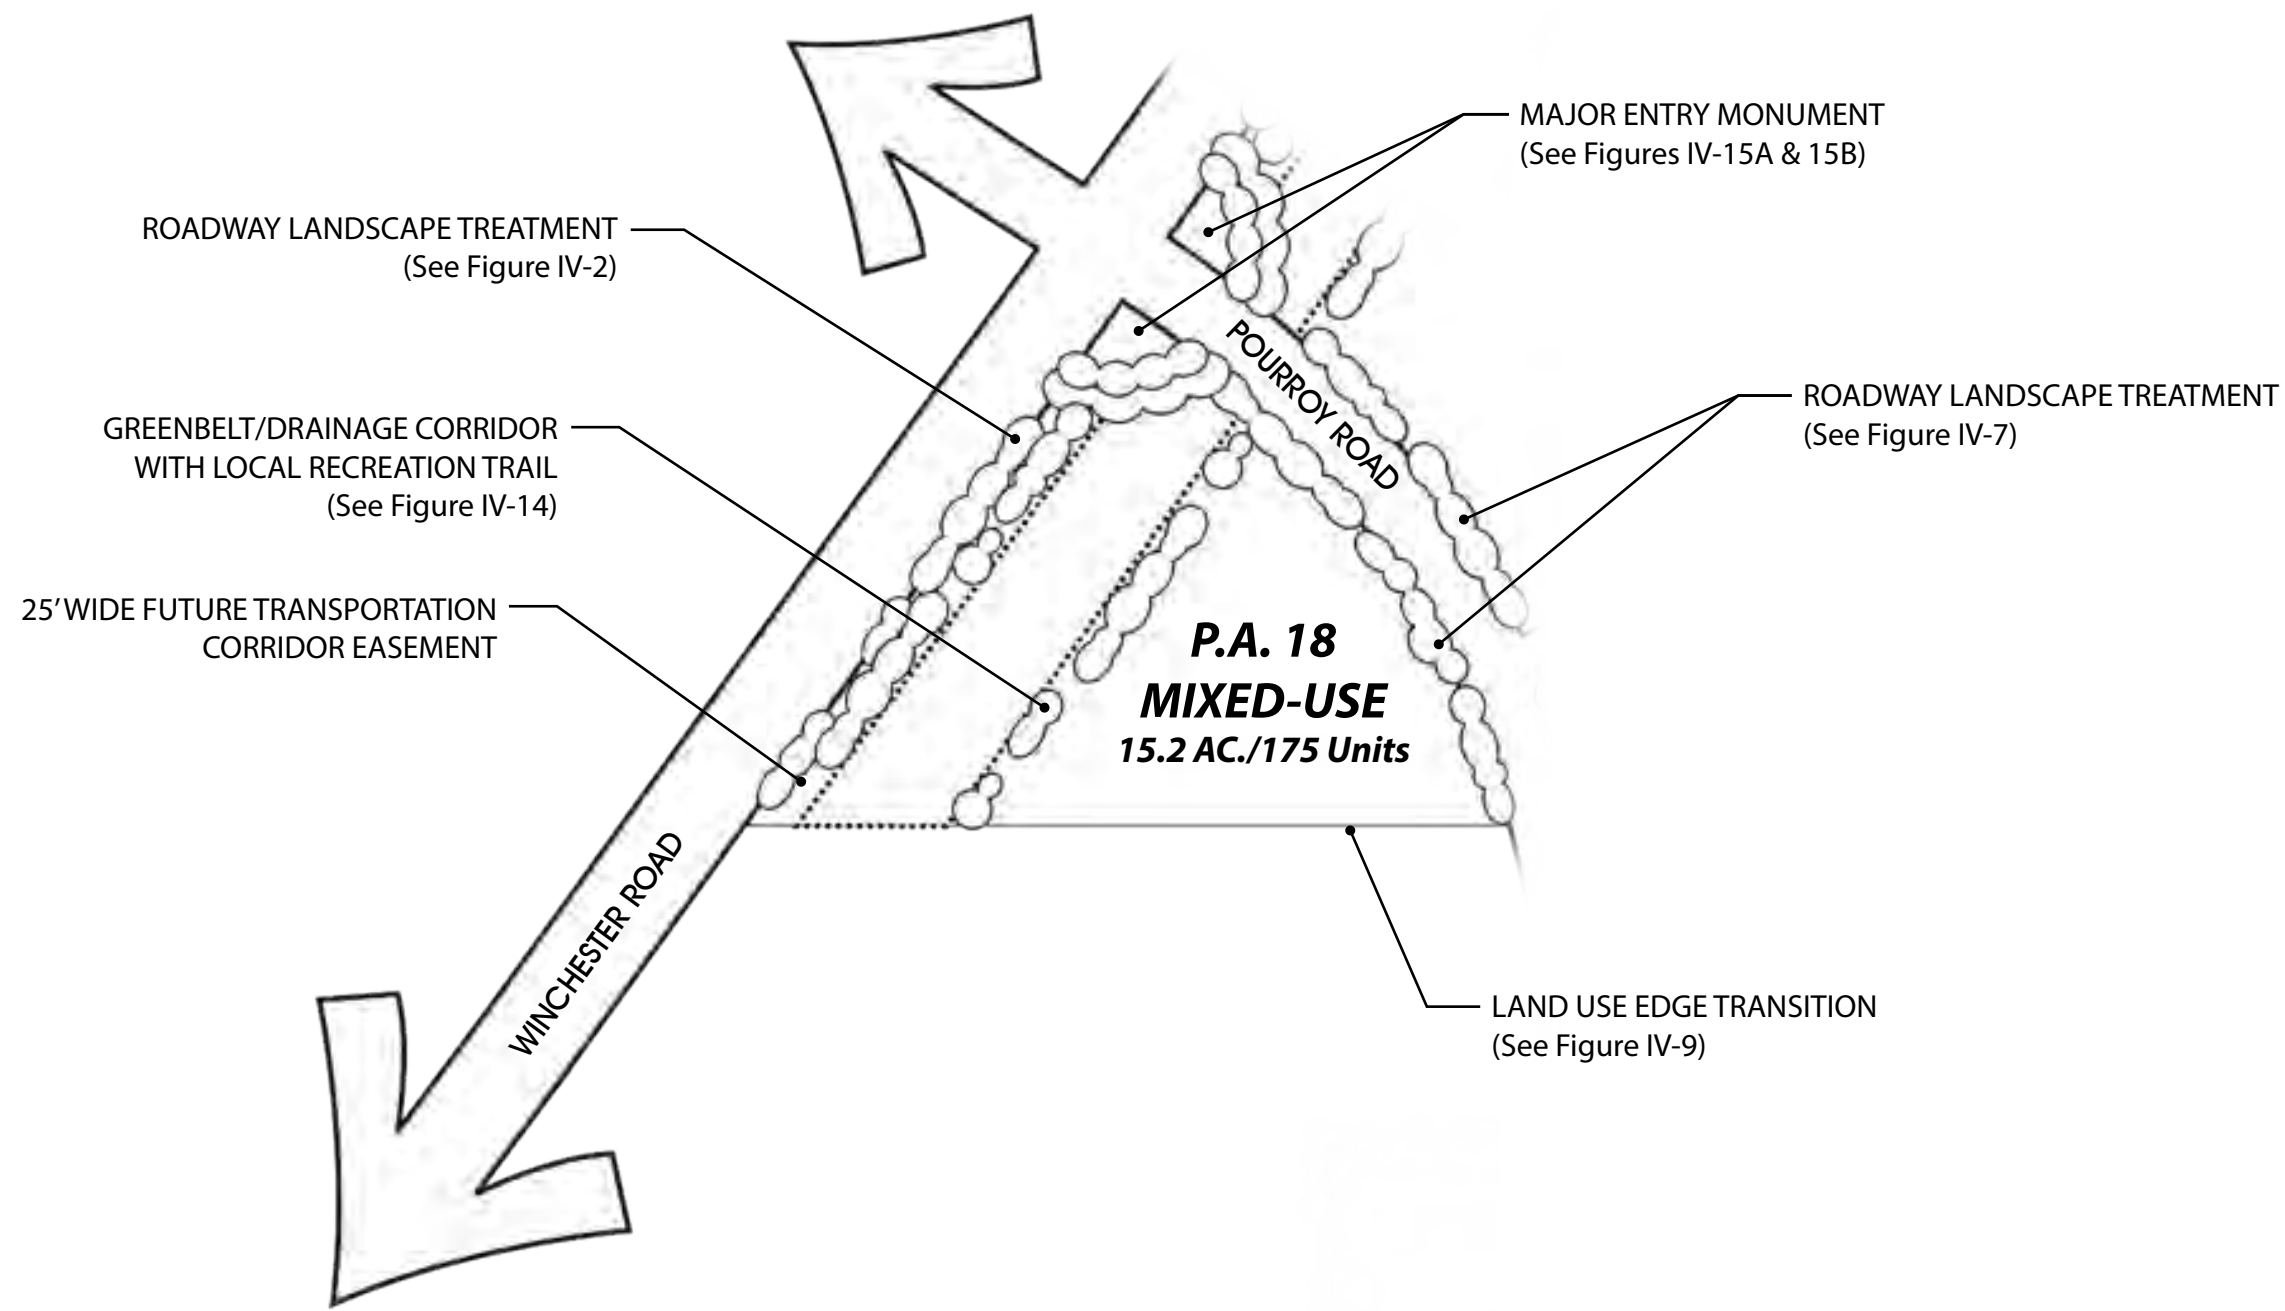 MAJOR ENTRY MONUMENT
(See Figures IV-15A & 15B)
ROADWAY LANDSCAPE TREATMENT
(See Figure IV-2)
POURROY ROAD
ROADWAY LANDSCAPE TREATMENT
(See Figure IV-7)
GREENBELT/DRAINAGE CORRIDOR
WITH LOCAL RECREATION TRAIL
(See Figure IV-14)
25' WIDE FUTURE TRANSPORTATION
CORRIDOR EASEMENT
P.A. 18
MIXED-USE
15.2 AC./175 Units
WINCHESTER ROAD
LAND USE EDGE TRANSITION
(See Figure IV-9)